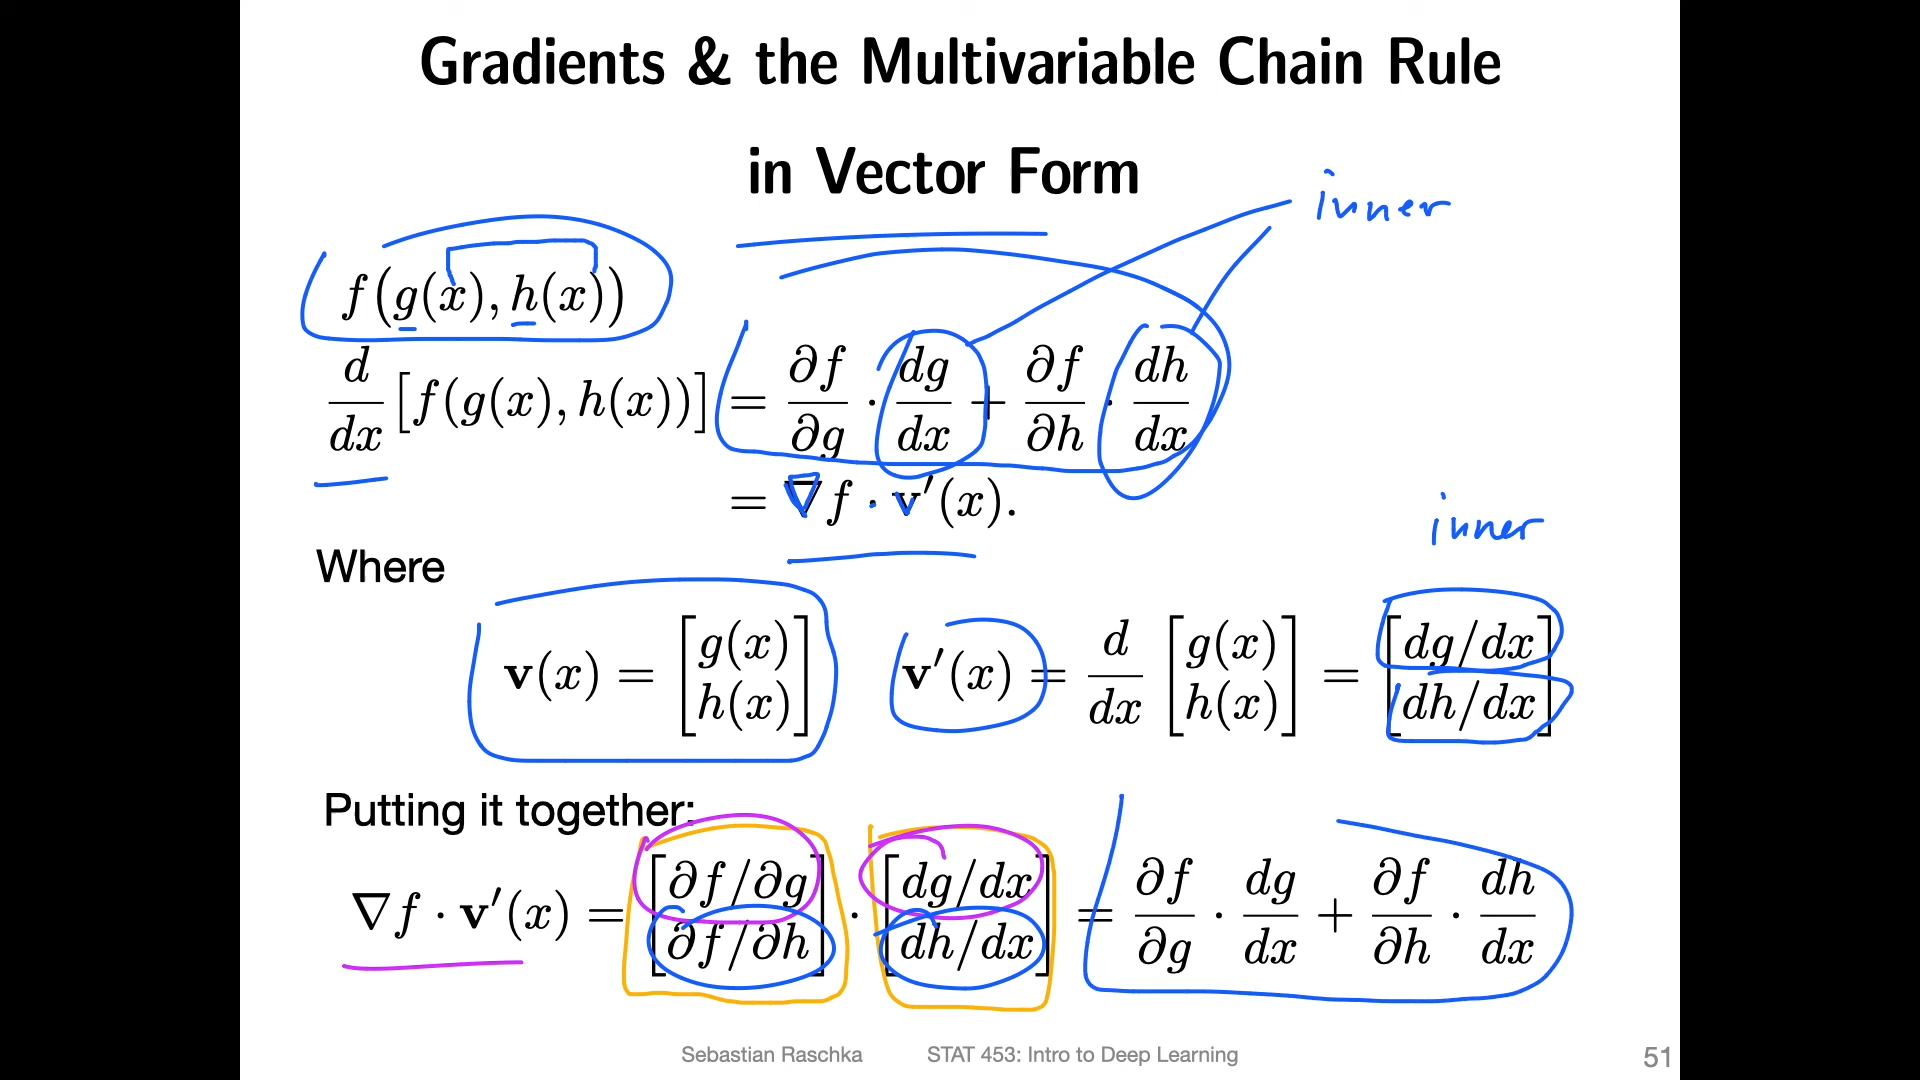 Gradients & the Multivariable Chain Rule
in Vector Form
inner
f(g(x), h(x))
d/dx [f(g(x), h(x))] = ∂f/∂g · dg/dx + ∂f/∂h · dh/dx
= ∇f · v′(x).
inner
Where
v(x) = [g(x) h(x)] v′(x) = d/dx [g(x) h(x)] = [dg/dx dh/dx]
Putting it together:
∇f · v′(x) = [∂f/∂g ∂f/∂h] · [dg/dx dh/dx] = ∂f/∂g · dg/dx + ∂f/∂h · dh/dx
Sebastian Raschka STAT 453: Intro to Deep Learning 51